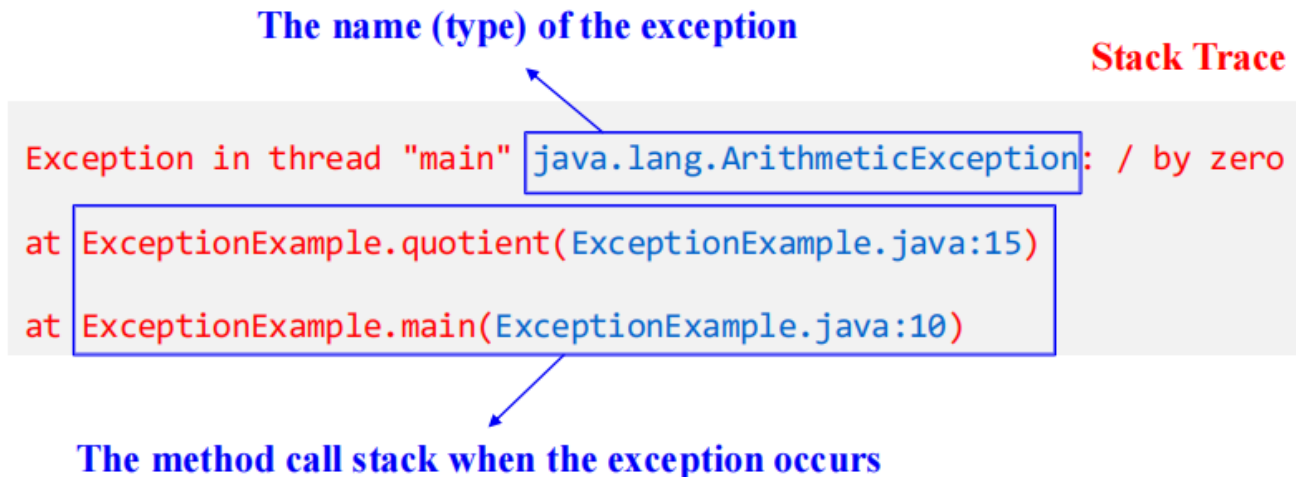 The name (type) of the exception
Stack Trace
Exception in thread "main" java.lang.ArithmeticException: / by zero
at ExceptionExample.quotient(ExceptionExample.java:15)
at ExceptionExample.main(ExceptionExample.java:10)
The method call stack when the exception occurs